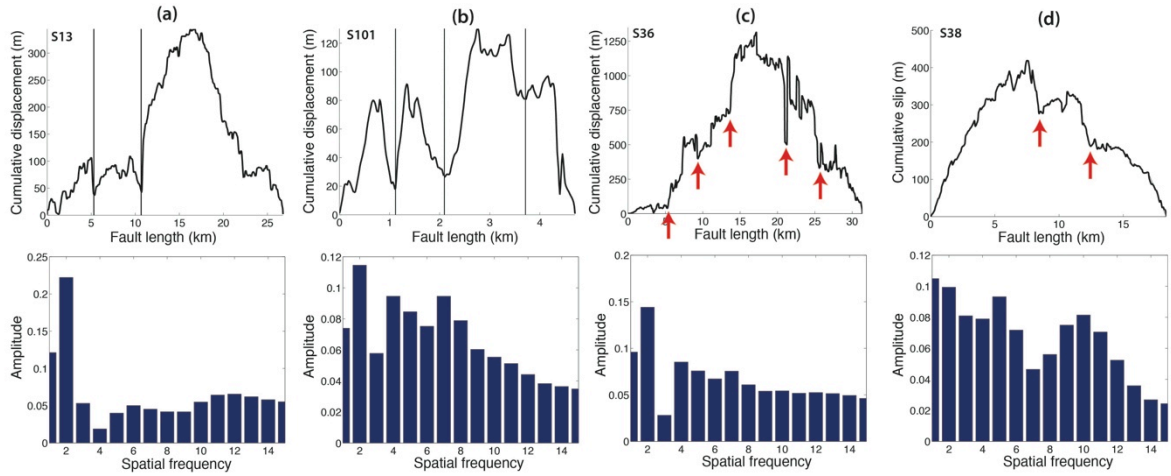 (a)
S13
Cumulative displacement (m)
350
300
250
200
150
100
50
0
0 5 10 15 20 25
Fault length (km)
(b)
S101
Cumulative displacement (m)
120
100
80
60
40
20
0
0 1 2 3 4
Fault length (km)
(c)
S36
Cumulative displacement (m)
1250
1000
750
500
250
0
0 5 10 15 20 25 30
Fault length (km)
(d)
S38
Cumulative slip (m)
500
400
300
200
100
0
0 5 10 15
Fault length (km)
Amplitude
0.25
0.2
0.15
0.10
0.05
0
2 4 6 8 10 12 14
Spatial frequency
Amplitude
0.12
0.1
0.08
0.06
0.04
0.02
0
2 4 6 8 10 12 14
Spatial frequency
Amplitude
0.2
0.15
0.1
0.05
0
2 4 6 8 10 12 14
Spatial frequency
Amplitude
0.12
0.1
0.08
0.06
0.04
0.02
0
2 4 6 8 10 12 14
Spatial frequency